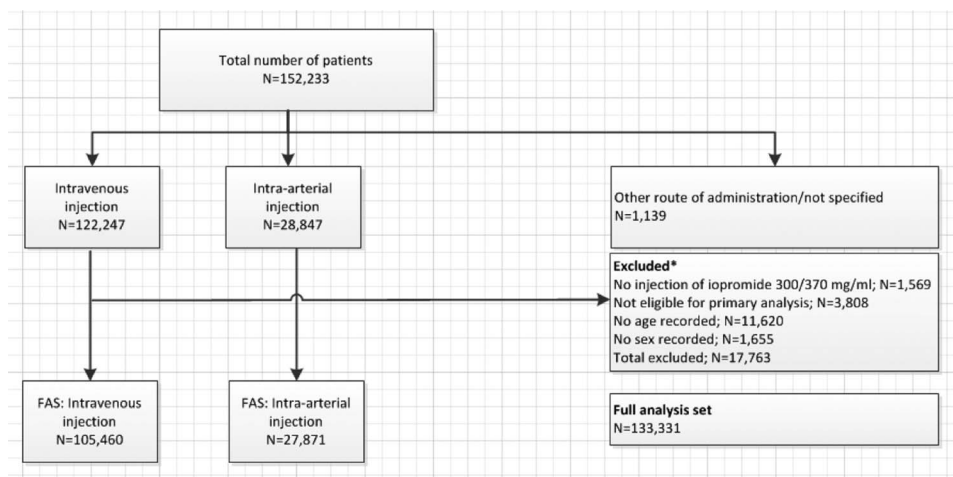 Total number of patients
N=152,233
Intravenous
injection
N=122,247
Intra-arterial
injection
N=28,847
Other route of administration/not specified
N=1,139
Excluded*
No injection of iopromide 300/370 mg/ml; N=1,569
Not eligible for primary analysis; N=3,808
No age recorded; N=11,620
No sex recorded; N=1,655
Total excluded; N=17,763
FAS: Intravenous
injection
N=105,460
FAS: Intra-arterial
injection
N=27,871
Full analysis set
N=133,331